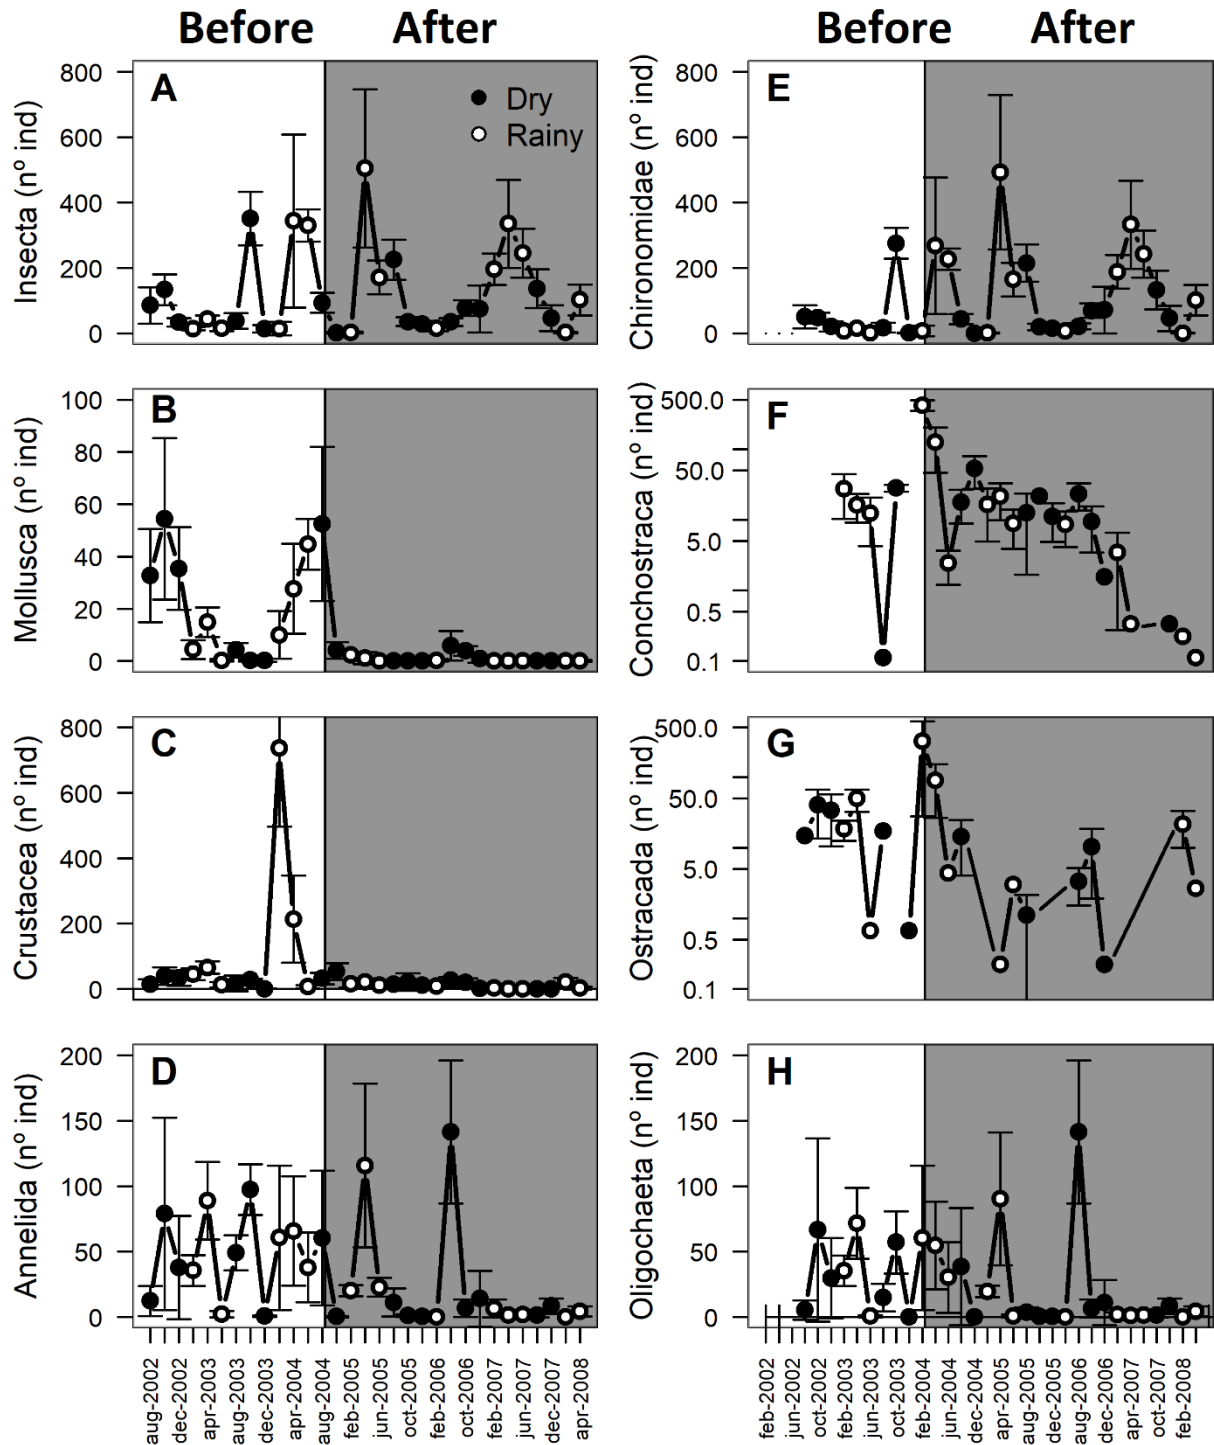 Before After Before After
A
Dry
Rainy
Insecta (nº ind)
800
600
400
200
0
E
Chironomidae (nº ind)
800
600
400
200
0
B
Mollusca (nº ind)
100
80
60
40
20
0
F
Conchostraca (nº ind)
500.0
50.0
5.0
0.5
0.1
C
Crustacea (nº ind)
800
600
400
200
0
G
Ostracada (nº ind)
500.0
50.0
5.0
0.5
0.1
D
Annelida (nº ind)
200
150
100
50
0
aug-2002
dec-2002
apr-2003
aug-2003
dec-2003
apr-2004
aug-2004
feb-2005
jun-2005
oct-2005
feb-2006
oct-2006
feb-2007
jun-2007
dec-2007
apr-2008
H
Oligochaeta (nº ind)
200
150
100
50
0
feb-2002
jun-2002
oct-2002
feb-2003
jun-2003
oct-2003
feb-2004
jun-2004
dec-2004
apr-2005
aug-2005
dec-2005
aug-2006
dec-2006
apr-2007
oct-2007
feb-2008